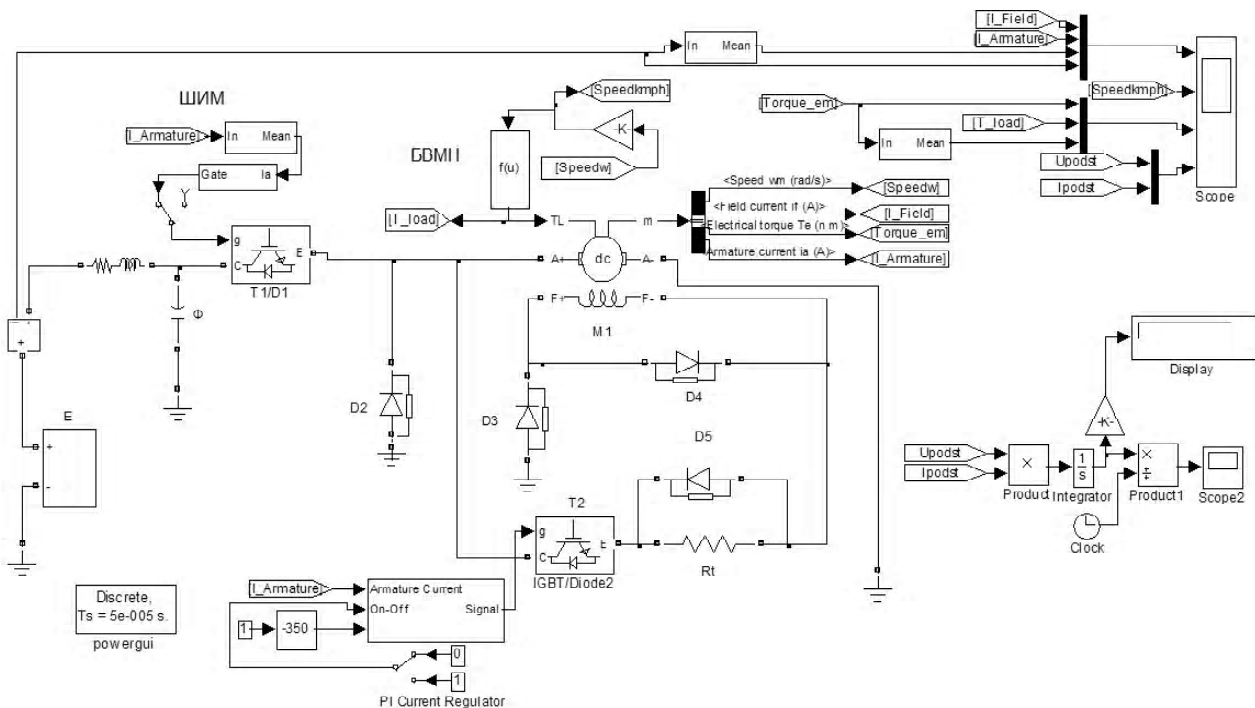 [I_Field]
[I_Armature]
In Mean
[Speedkmph]
Scope
ШИМ
[I_Armature]
In Mean
Gate Ia
[Speedkmph]
-K-
[Speedw]
f(u)
[Torque_em]
[T_load]
In Mean
Upodst
Ipodst
<Speed wm (rad/s)>
[Speedw]
<Field current if (A)>
[I_Field]
<Electrical torque Te (n m)>
[Torque_em]
Armature current ia (A)>
[I_Armature]
TL m
dc
A+ A-
F+ F-
M1
g
C E
T1/D1
Ф
+
E
+
-
D2
D3
D4
D5
T2
g
C E
IGBT/Diode2
Rt
Display
-K-
Upodst
Ipodst
×
Product
1
s
Integrator
×
÷
Product1
Scope2
Clock
Discrete,
Ts = 5e-005 s.
powergui
[I_Armature]
Armature Current
On-Off
Signal
1
-350
0
1
PI Current Regulator